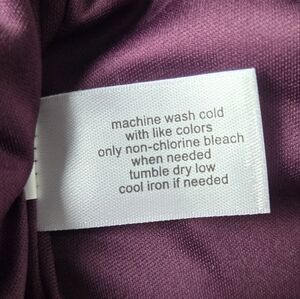 machine wash cold
with like colors
only non-chlorine bleach
when needed
tumble dry low
cool iron if needed